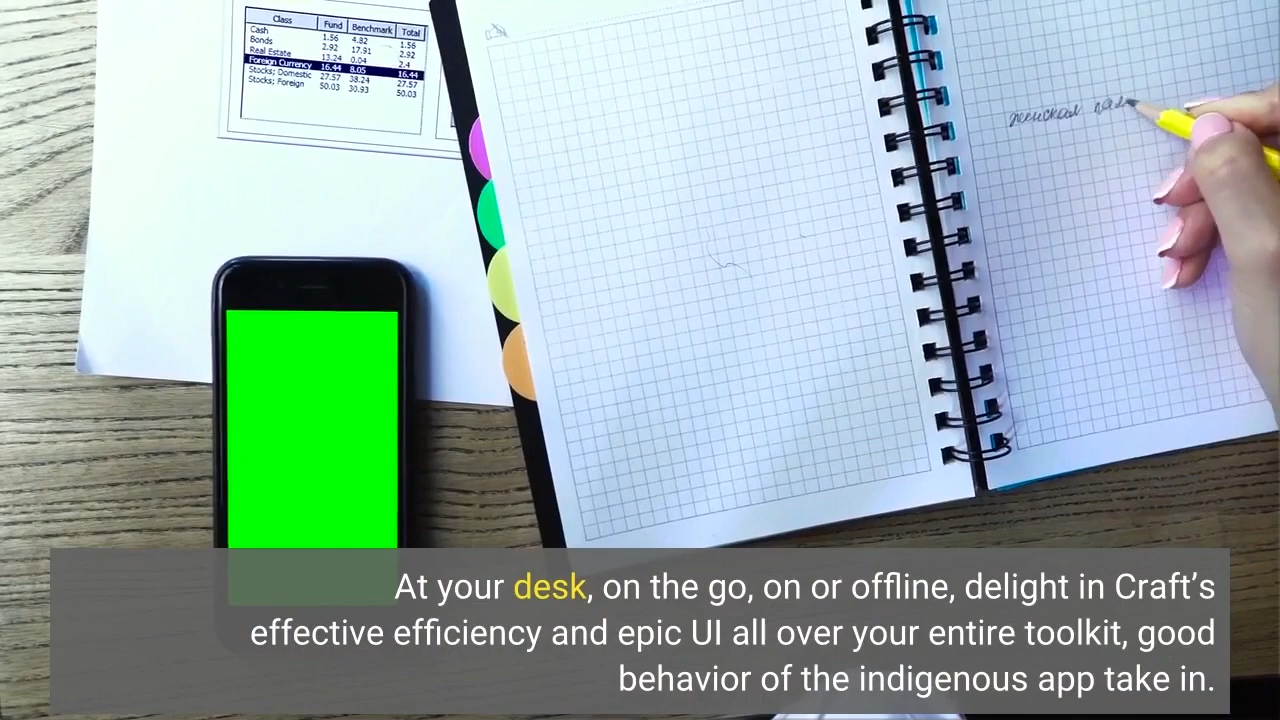 Class Fund Benchmark Total
Cash 1.56 4.82 1.56
Bonds 2.92 17.91 2.92
Real Estate 13.24 0.04 2.4
Foreign Currency 16.44 8.05 16.44
Stocks; Domestic 27.57 38.24 27.57
Stocks; Foreign 50.03 30.93 50.03
женская
At your desk, on the go, on or offline, delight in Craft’s
effective efficiency and epic UI all over your entire toolkit, good
behavior of the indigenous app take in.